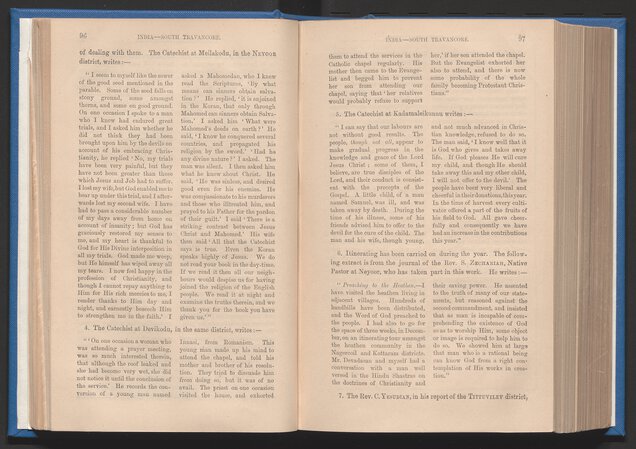 96
INDIA—SOUTH TRAVANCORE.
of dealing with them. The Catechist at Meilakodu, in the NEYOOR
district, writes:—
“I seem to myself like the sower
of the good seed mentioned in the
parable. Some of the seed falls on
stony ground, some amongst
thorns, and some on good ground.
On one occasion I spoke to a man
who I knew had endured great
trials, and I asked him whether he
did not think they had been
brought upon him by the devils on
account of his embracing Chris-
tianity, he replied ‘No, my trials
have been very painful, but they
have not been greater than those
which Jesus and Job had to suffer.
I lost my wife, but God enabled me to
bear up under this trial, and I after-
wards lost my second wife. I have
had to pass a considerable number
of my days away from home on
account of insanity; but God has
graciously restored my senses to
me, and my heart is thankful to
God for His Divine interposition in
all my trials. God made me weep,
but He himself has wiped away all
my tears. I now feel happy in the
profession of Christianity, and
though I cannot repay anything to
Him for His rich mercies to me, I
render thanks to Him day and
night, and earnestly beseech Him
to strengthen me in the faith.’ I
asked a Mahomedan, who I knew
read the Scriptures, ‘By what
means can sinners obtain salva-
tion?’ He replied, ‘it is enjoined
in the Koran, that only through
Mahomed can sinners obtain Salva-
tion.’ I asked him ‘What were
Mahomed's deeds on earth?’ He
said, ‘I know he conquered several
countries, and propagated his
religion by the sword.’ ‘Had he
any divine nature?’ I asked. The
man was silent. I then asked him
what he knew about Christ. He
said, ‘He was sinless, and desired
good even for his enemies. He
was compassionate to his murderers
and those who illtreated him, and
prayed to his Father for the pardon
of their guilt.’ I said ‘There is a
striking contrast between Jesus
Christ and Mahomed.’ His wife
then said ‘All that the Catechist
says is true. Even the Koran
speaks highly of Jesus. We do
not read your book in the day-time.
If we read it then all our neigh-
bours would despise us for having
joined the religion of the English
people. We read it at night and
examine the truths therein, and we
thank you for the book you have
given us.’”
4. The Catechist at Davikodu, in the same district, writes:—
“‘On one occasion a woman who
was attending a prayer meeting,
was so much interested therein,
that although the roof leaked and
she had become very wet, she did
not notice it until the conclusion of
the service.’ He records the con-
version of a young man named
Imasi, from Romanism. This
young man made up his mind to
attend the chapel, and told his
mother and brother of his resolu-
tion. They tried to dissuade him
from doing so, but it was of no
avail. The priest on one occasion
visited the house, and exhorted
INDIA—SOUTH TRAVANCORE.
97
them to attend the services in the
Catholic chapel regularly. His
mother then came to the Evange-
list and begged him to prevent
her son from attending our
chapel, saying that ‘her relatives
would probably refuse to support
her,’ if her son attended the chapel.
But the Evangelist exhorted her
also to attend, and there is now
some probability of the whole
family becoming Protestant Chris-
tians.”
5. The Catechist at Kadamaleikunnu writes:—
“I can say that our labours are
not without good results. The
people, though not all, appear to
make gradual progress in the
knowledge and grace of the Lord
Jesus Christ; some of them, I
believe, are true disciples of the
Lord, and their conduct is consist-
ent with the precepts of the
Gospel. A little child, of a man
named Samuel, was ill, and was
taken away by death. During the
time of his illness, some of his
friends advised him to offer to the
devil for the cure of the child. The
man and his wife, though young,
and not much advanced in Chris-
tian knowledge, refused to do so.
The man said, ‘I know well that it
is God who gives and takes away
life. If God pleases He will cure
my child, and though He should
take away this and my other child,
I will not offer to the devil.’ The
people have been very liberal and
cheerful in their donations, this year.
In the time of harvest every culti-
vator offered a part of the fruits of
his field to God. All gave cheer-
fully and consequently we have
had an increase in the contributions
this year.”
6. Itinerating has been carried on during the year. The follow-
ing extract is from the journal of the Rev. S. ZECHARIAH, Native
Pastor at Neyoor, who has taken part in this work. He writes:—
“Preaching to the Heathen.—I
have visited the heathen living in
adjacent villages. Hundreds of
handbills have been distributed,
and the Word of God preached to
the people. I had also to go for
the space of three weeks, in Decem-
ber, on an itinerating tour amongst
the heathen community in the
Nagercoil and Kottaram districts.
Mr. Devasheam and myself had a
conversation with a man well
versed in the Hindu Shastras on
the doctrines of Christianity and
their saving power. He assented
to the truth of many of our state-
ments, but reasoned against the
second commandment, and insisted
that as man is incapable of com-
prehending the existence of God
so as to worship Him, some object
or image is required to help him to
do so. We showed him at large
that man who is a rational being
can know God from a right con-
templation of His works in crea-
tion.”
7. The Rev. C. YESUDIAN, in his report of the TITTUVILEY district,